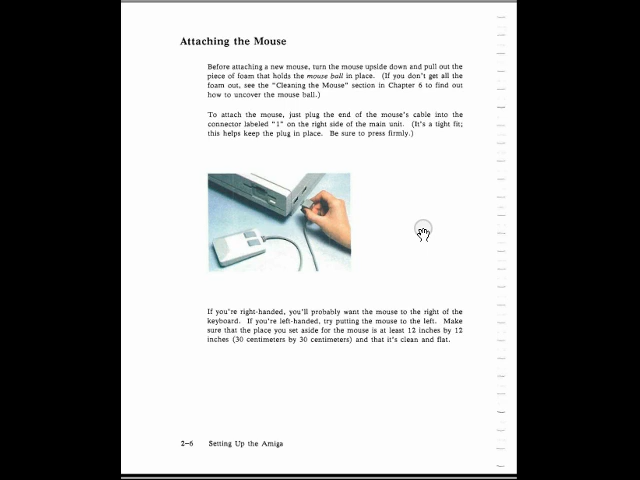 Attaching the Mouse
Before attaching a new mouse, turn the mouse upside down and pull out the
piece of foam that holds the mouse ball in place. (If you don't get all the
foam out, see the "Cleaning the Mouse" section in Chapter 6 to find out
how to uncover the mouse ball.)
To attach the mouse, just plug the end of the mouse's cable into the
connector labeled "1" on the right side of the main unit. (It's a tight fit;
this helps keep the plug in place. Be sure to press firmly.)
If you're right-handed, you'll probably want the mouse to the right of the
keyboard. If you're left-handed, try putting the mouse to the left. Make
sure that the place you set aside for the mouse is at least 12 inches by 12
inches (30 centimeters by 30 centimeters) and that it's clean and flat.
2-6 Setting Up the Amiga